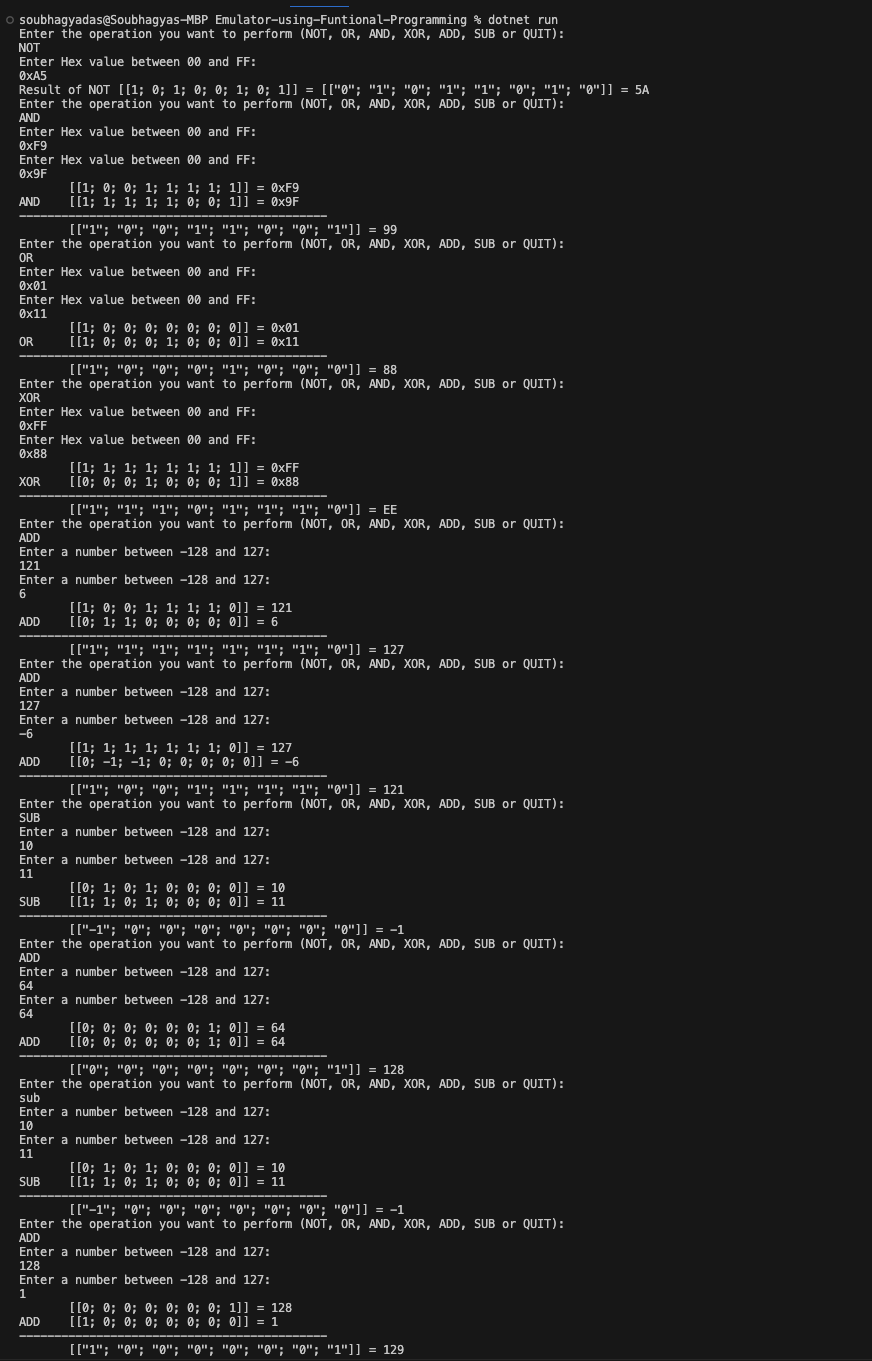 soubhagyadas@Soubhagyas-MBP Emulator-using-Funtional-Programming % dotnet run
Enter the operation you want to perform (NOT, OR, AND, XOR, ADD, SUB or QUIT):
NOT
Enter Hex value between 00 and FF:
0xA5
Result of NOT [[1; 0; 1; 0; 0; 1; 0; 1]] = [["0"; "1"; "0"; "1"; "1"; "0"; "1"; "0"]] = 5A
Enter the operation you want to perform (NOT, OR, AND, XOR, ADD, SUB or QUIT):
AND
Enter Hex value between 00 and FF:
0xF9
Enter Hex value between 00 and FF:
0x9F
[[1; 0; 0; 1; 1; 1; 1; 1]] = 0xF9
AND [[1; 1; 1; 1; 1; 0; 0; 1]] = 0x9F
--------------------------------------------
[["1"; "0"; "0"; "1"; "1"; "0"; "0"; "1"]] = 99
Enter the operation you want to perform (NOT, OR, AND, XOR, ADD, SUB or QUIT):
OR
Enter Hex value between 00 and FF:
0x01
Enter Hex value between 00 and FF:
0x11
[[1; 0; 0; 0; 0; 0; 0; 0]] = 0x01
OR [[1; 0; 0; 0; 1; 0; 0; 0]] = 0x11
--------------------------------------------
[["1"; "0"; "0"; "0"; "1"; "0"; "0"; "0"]] = 88
Enter the operation you want to perform (NOT, OR, AND, XOR, ADD, SUB or QUIT):
XOR
Enter Hex value between 00 and FF:
0xFF
Enter Hex value between 00 and FF:
0x88
[[1; 1; 1; 1; 1; 1; 1; 1]] = 0xFF
XOR [[0; 0; 0; 1; 0; 0; 0; 1]] = 0x88
--------------------------------------------
[["1"; "1"; "1"; "0"; "1"; "1"; "1"; "0"]] = EE
Enter the operation you want to perform (NOT, OR, AND, XOR, ADD, SUB or QUIT):
ADD
Enter a number between -128 and 127:
121
Enter a number between -128 and 127:
6
[[1; 0; 0; 1; 1; 1; 1; 0]] = 121
ADD [[0; 1; 1; 0; 0; 0; 0; 0]] = 6
--------------------------------------------
[["1"; "1"; "1"; "1"; "1"; "1"; "1"; "0"]] = 127
Enter the operation you want to perform (NOT, OR, AND, XOR, ADD, SUB or QUIT):
ADD
Enter a number between -128 and 127:
127
Enter a number between -128 and 127:
-6
[[1; 1; 1; 1; 1; 1; 1; 0]] = 127
ADD [[0; -1; -1; 0; 0; 0; 0; 0]] = -6
--------------------------------------------
[["1"; "0"; "0"; "1"; "1"; "1"; "1"; "0"]] = 121
Enter the operation you want to perform (NOT, OR, AND, XOR, ADD, SUB or QUIT):
SUB
Enter a number between -128 and 127:
10
Enter a number between -128 and 127:
11
[[0; 1; 0; 1; 0; 0; 0; 0]] = 10
SUB [[1; 1; 0; 1; 0; 0; 0; 0]] = 11
--------------------------------------------
[["-1"; "0"; "0"; "0"; "0"; "0"; "0"; "0"]] = -1
Enter the operation you want to perform (NOT, OR, AND, XOR, ADD, SUB or QUIT):
ADD
Enter a number between -128 and 127:
64
Enter a number between -128 and 127:
64
[[0; 0; 0; 0; 0; 0; 1; 0]] = 64
ADD [[0; 0; 0; 0; 0; 0; 1; 0]] = 64
--------------------------------------------
[["0"; "0"; "0"; "0"; "0"; "0"; "0"; "1"]] = 128
Enter the operation you want to perform (NOT, OR, AND, XOR, ADD, SUB or QUIT):
sub
Enter a number between -128 and 127:
10
Enter a number between -128 and 127:
11
[[0; 1; 0; 1; 0; 0; 0; 0]] = 10
SUB [[1; 1; 0; 1; 0; 0; 0; 0]] = 11
--------------------------------------------
[["-1"; "0"; "0"; "0"; "0"; "0"; "0"; "0"]] = -1
Enter the operation you want to perform (NOT, OR, AND, XOR, ADD, SUB or QUIT):
ADD
Enter a number between -128 and 127:
128
Enter a number between -128 and 127:
1
[[0; 0; 0; 0; 0; 0; 0; 1]] = 128
ADD [[1; 0; 0; 0; 0; 0; 0; 0]] = 1
--------------------------------------------
[["1"; "0"; "0"; "0"; "0"; "0"; "0"; "1"]] = 129